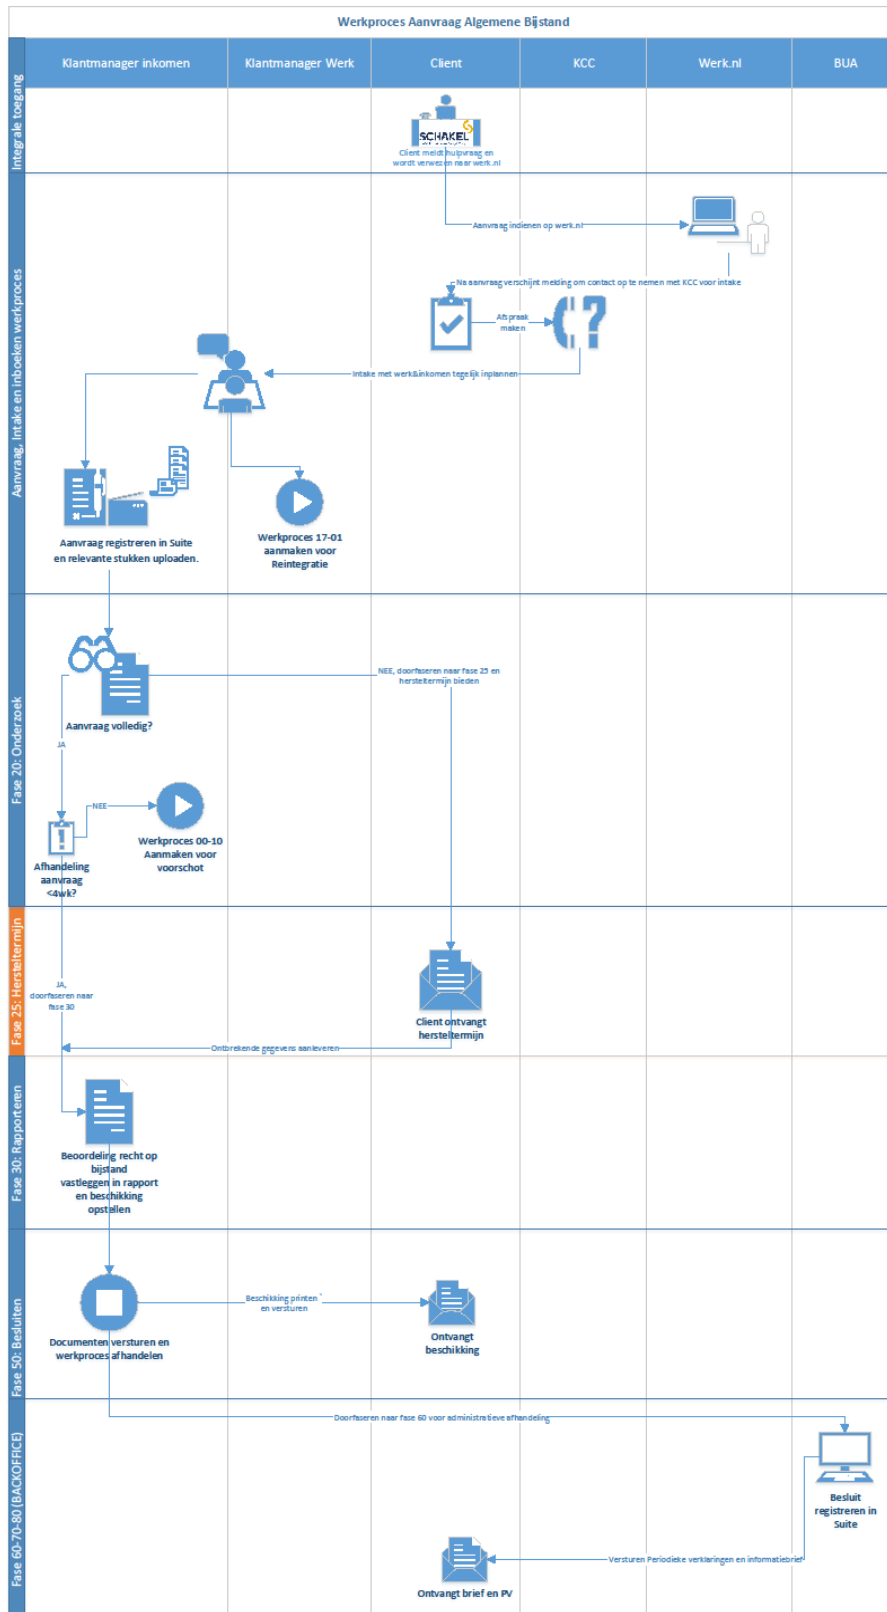 Werkproces Aanvraag Algemene Bijstand
Klantmanager inkomen
Klantmanager Werk
Client
KCC
Werk.nl
BUA
Integrale toegang
SCHAKEL
Client meldt hulpvraag en
wordt verwezen naar werk.nl
Aanvraag, Intake en inboeken werkproces
Aanvraag indienen op werk.nl
Na aanvraag verschijnt melding om contact op te nemen met KCC voor intake
Afspraak
maken
Intake met werk&inkomen tegelijk inplannen
Aanvraag registreren in Suite
en relevante stukken uploaden.
Werkproces 17-01
aanmaken voor
Reintegratie
Fase 20: Onderzoek
NEE, doorfaseren naar fase 25 en
hersteltermijn bieden
Aanvraag volledig?
JA
NEE
Werkproces 00-10
Aanmaken voor
voorschot
Afhandeling
aanvraag
<4wk?
Fase 25: Hersteltermijn
JA,
doorfaseren naar
fase 30
Client ontvangt
hersteltermijn
Ontbrekende gegevens aanleveren
Fase 30: Rapporteren
Beoordeling recht op
bijstand
vastleggen in rapport
en beschikking
opstellen
Fase 50: Besluiten
Beschikking printen `
en versturen
Documenten versturen en
werkproces afhandelen
Ontvangt
beschikking
Fase 60-70-80 (BACKOFFICE)
Doorfaseren naar fase 60 voor administratieve afhandeling
Besluit
registreren in
Suite
Versturen Periodieke verklaringen en informatiebrief
Ontvangt brief en PV